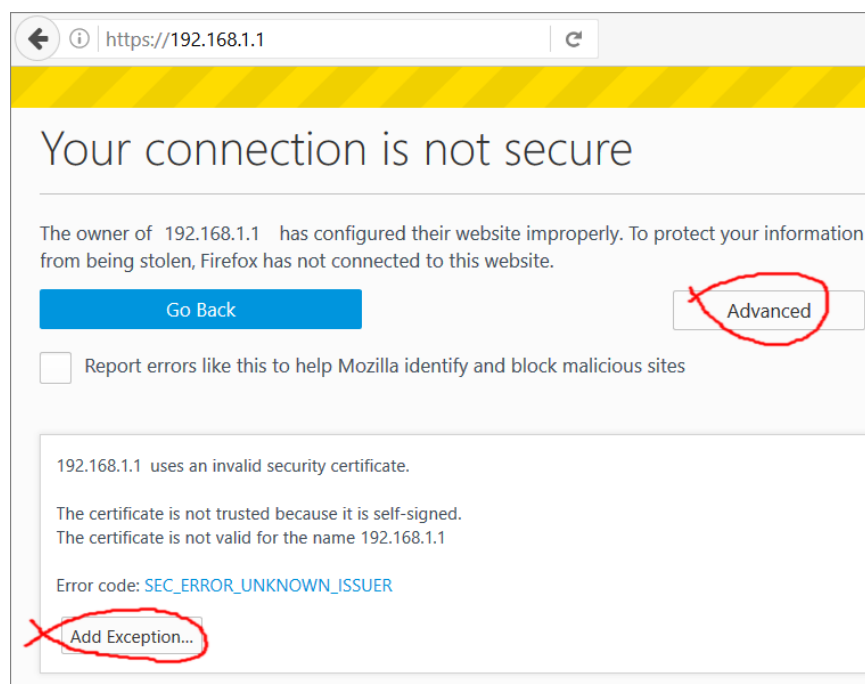 https://192.168.1.1
Your connection is not secure
The owner of 192.168.1.1 has configured their website improperly. To protect your information
from being stolen, Firefox has not connected to this website.
Go Back
Advanced
Report errors like this to help Mozilla identify and block malicious sites
192.168.1.1 uses an invalid security certificate.
The certificate is not trusted because it is self-signed.
The certificate is not valid for the name 192.168.1.1
Error code: SEC_ERROR_UNKNOWN_ISSUER
Add Exception...